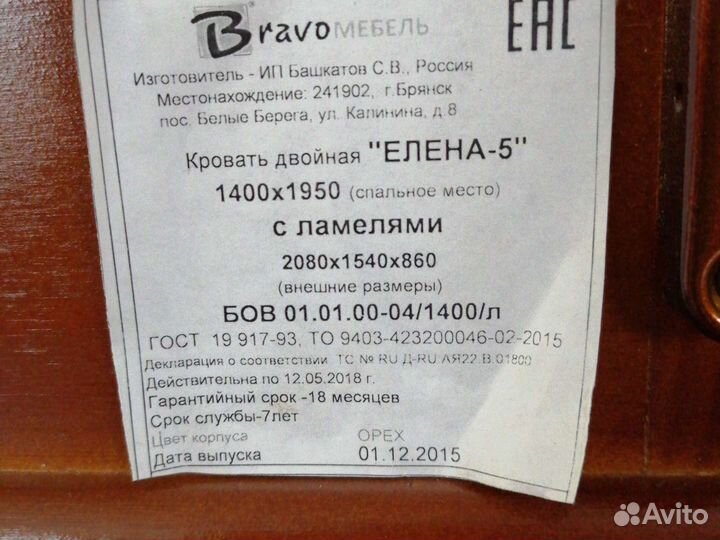 Bravo МЕБЕЛЬ
EAC
Изготовитель - ИП Башкатов С.В., Россия
Местонахождение: 241902, г.Брянск
пос. Белые Берега, ул. Калинина, д.8
Кровать двойная "ЕЛЕНА-5"
1400х1950 (спальное место)
с ламелями
2080х1540х860
(внешние размеры)
БОВ 01.01.00-04/1400/л
ГОСТ 19 917-93, ТО 9403-423200046-02-2015
Декларация о соответствии ТС № RU Д-RU.АЯ22.В.01800
Действительна по 12.05.2018 г.
Гарантийный срок -18 месяцев
Срок службы-7лет
Цвет корпуса ОРЕХ
Дата выпуска 01.12.2015
Avito